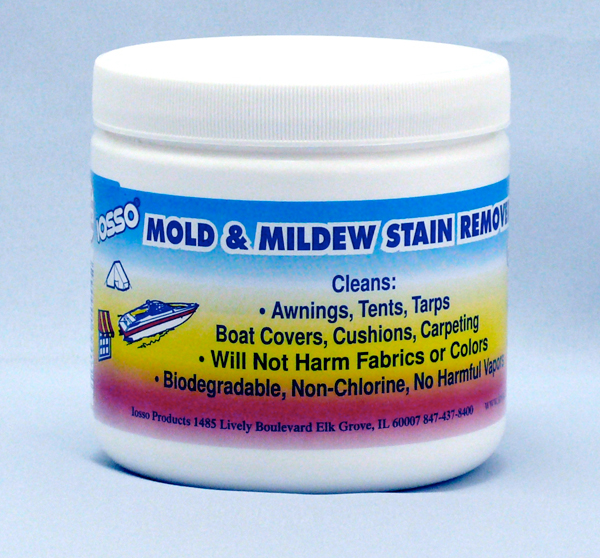 Iosso®
MOLD & MILDEW STAIN REMOVE
Cleans:
• Awnings, Tents, Tarps
Boat Covers, Cushions, Carpeting
• Will Not Harm Fabrics or Colors
• Biodegradable, Non-Chlorine, No Harmful Vapors
Iosso Products 1485 Lively Boulevard Elk Grove, IL 60007 847-437-8400